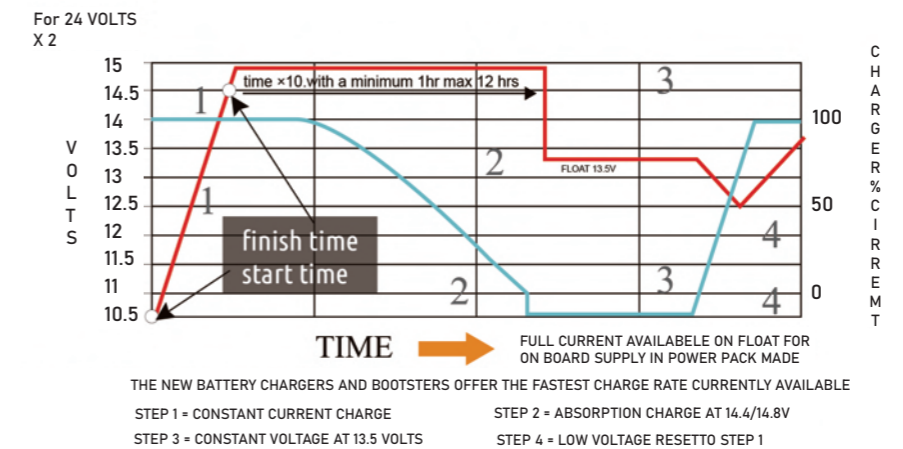 For 24 VOLTS
X 2
15
14.5
14
13.5
13
12.5
12
11.5
11
10.5
VOLTS
time ×10.with a minimum 1hr max 12 hrs
1
1
2
2
3
3
4
4
FLOAT 13.5V
finish time
start time
100
50
0
CHARGER% CIRREMT
TIME
FULL CURRENT AVAILABELE ON FLOAT FOR
ON BOARD SUPPLY IN POWER PACK MADE
THE NEW BATTERY CHARGERS AND BOOTSTERS OFFER THE FASTEST CHARGE RATE CURRENTLY AVAILABLE
STEP 1 = CONSTANT CURRENT CHARGE
STEP 2 = ABSORPTION CHARGE AT 14.4/14.8V
STEP 3 = CONSTANT VOLTAGE AT 13.5 VOLTS
STEP 4 = LOW VOLTAGE RESETTO STEP 1